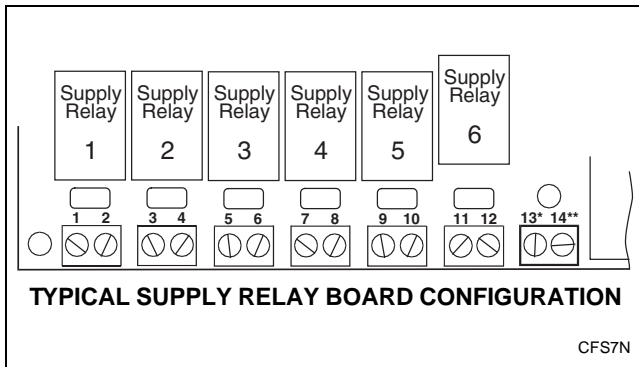 Supply Relay 1
Supply Relay 2
Supply Relay 3
Supply Relay 4
Supply Relay 5
Supply Relay 6
1 2 3 4 5 6 7 8 9 10 11 12 13* 14**
TYPICAL SUPPLY RELAY BOARD CONFIGURATION
CFS7N